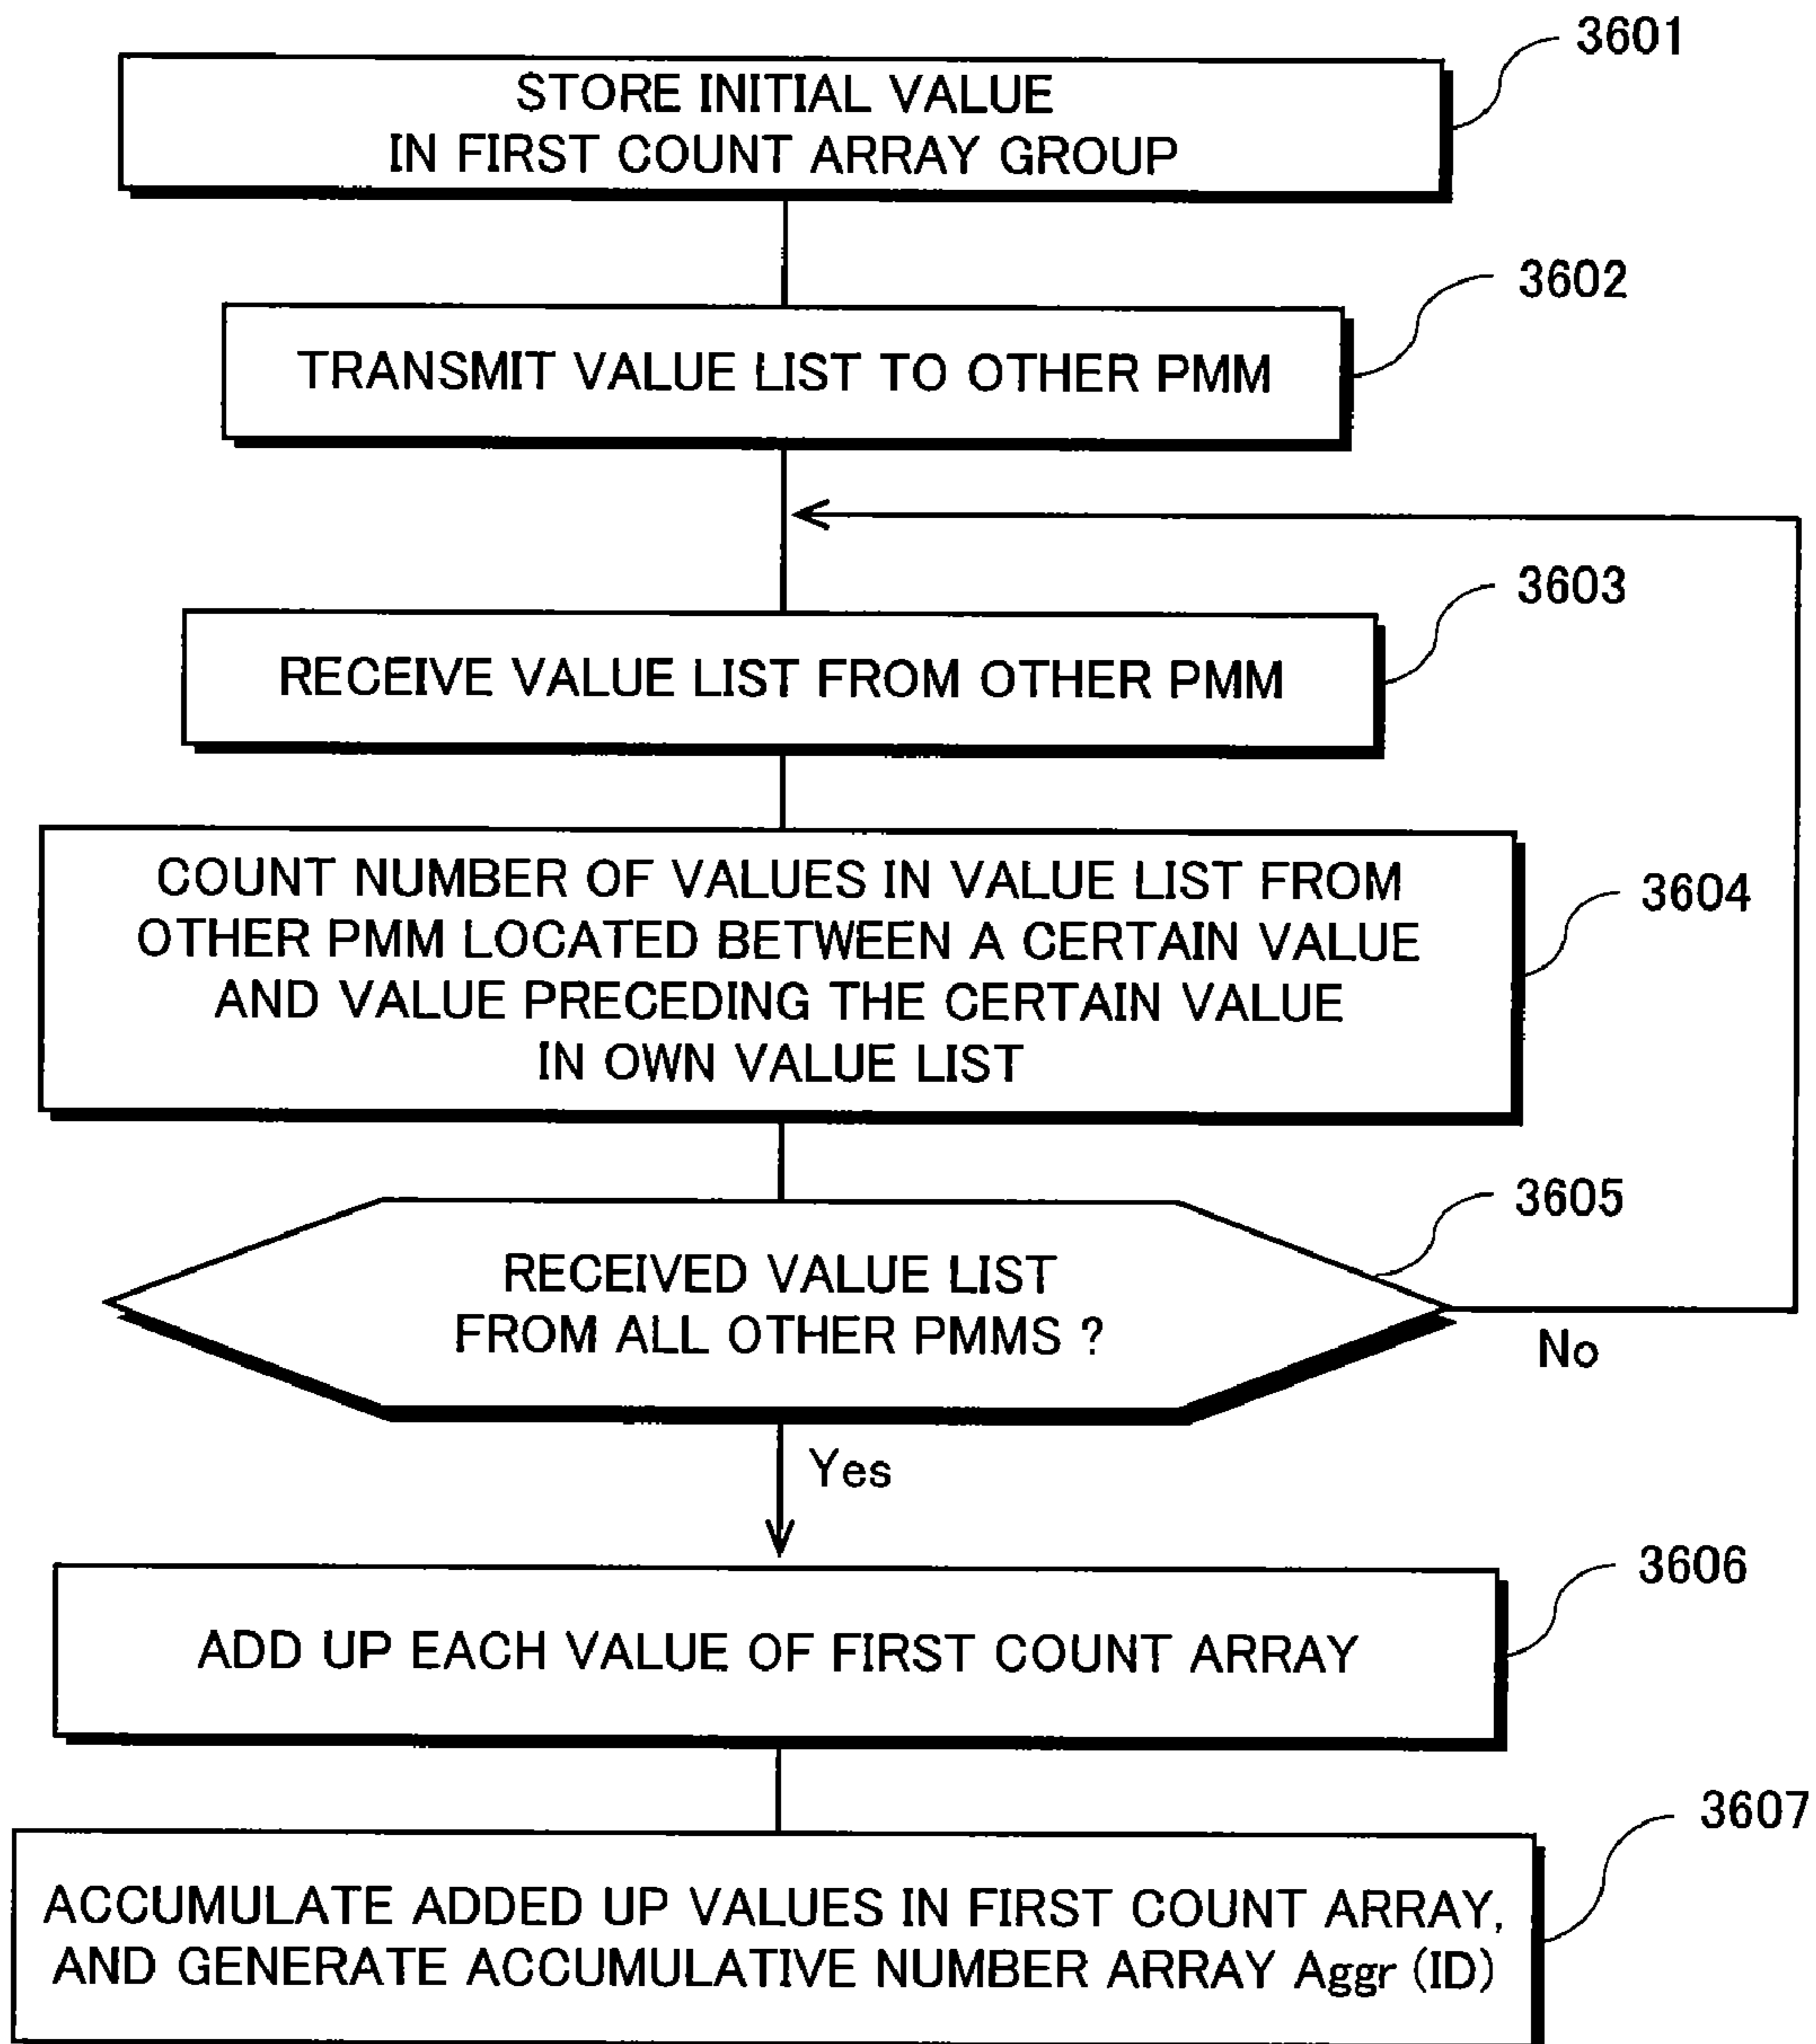 3601
STORE INITIAL VALUE
IN FIRST COUNT ARRAY GROUP
3602
TRANSMIT VALUE LIST TO OTHER PMM
3603
RECEIVE VALUE LIST FROM OTHER PMM
3604
COUNT NUMBER OF VALUES IN VALUE LIST FROM
OTHER PMM LOCATED BETWEEN A CERTAIN VALUE
AND VALUE PRECEDING THE CERTAIN VALUE
IN OWN VALUE LIST
3605
RECEIVED VALUE LIST
FROM ALL OTHER PMMS ?
No
Yes
3606
ADD UP EACH VALUE OF FIRST COUNT ARRAY
3607
ACCUMULATE ADDED UP VALUES IN FIRST COUNT ARRAY,
AND GENERATE ACCUMULATIVE NUMBER ARRAY Aggr (ID)